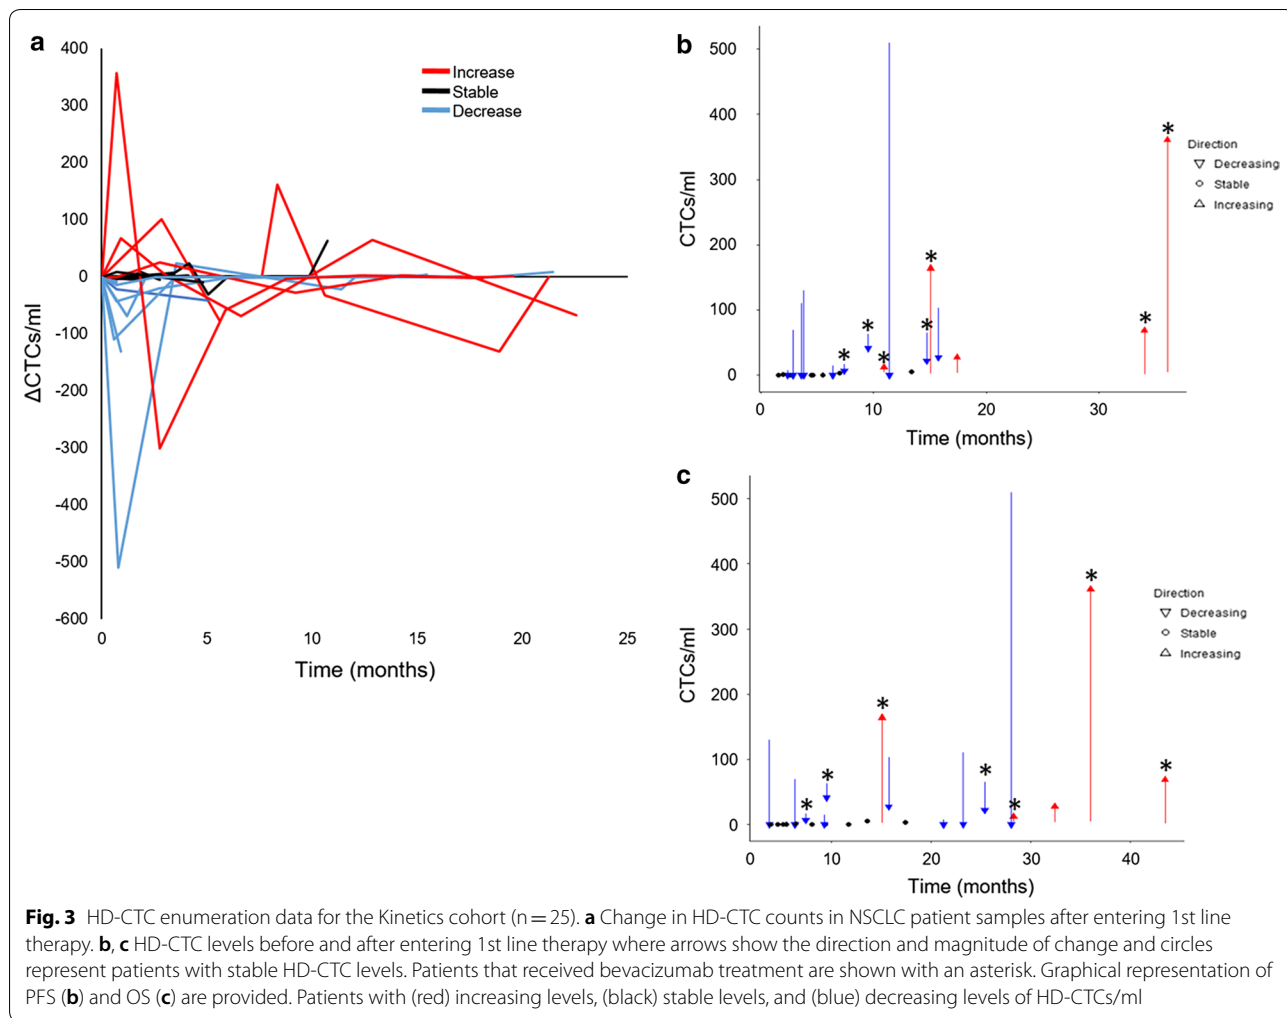 a
400
300
200
100
0
-100
-200
-300
-400
-500
-600
ΔCTCs/ml
0 5 10 15 20 25
Time (months)
Increase
Stable
Decrease
b
500
400
300
200
100
0
CTCs/ml
0 10 20 30
Time (months)
* * * * * * *
Direction
Decreasing
Stable
Increasing
c
500
400
300
200
100
0
CTCs/ml
0 10 20 30 40
Time (months)
* * * * * * *
Direction
Decreasing
Stable
Increasing
Fig. 3 HD-CTC enumeration data for the Kinetics cohort (n = 25). a Change in HD-CTC counts in NSCLC patient samples after entering 1st line
therapy. b, c HD-CTC levels before and after entering 1st line therapy where arrows show the direction and magnitude of change and circles
represent patients with stable HD-CTC levels. Patients that received bevacizumab treatment are shown with an asterisk. Graphical representation of
PFS (b) and OS (c) are provided. Patients with (red) increasing levels, (black) stable levels, and (blue) decreasing levels of HD-CTCs/ml